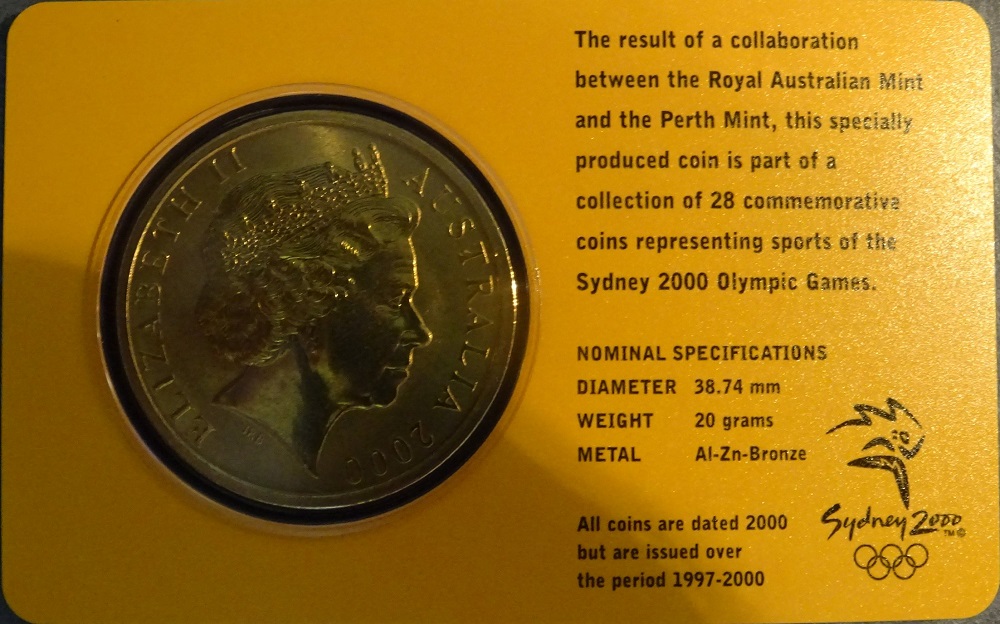 ELIZABETH II
AUSTRALIA 2000
The result of a collaboration
between the Royal Australian Mint
and the Perth Mint, this specially
produced coin is part of a
collection of 28 commemorative
coins representing sports of the
Sydney 2000 Olympic Games.
NOMINAL SPECIFICATIONS
DIAMETER 38.74 mm
WEIGHT 20 grams
METAL Al-Zn-Bronze
All coins are dated 2000
but are issued over
the period 1997-2000
Sydney 2000
TM ©